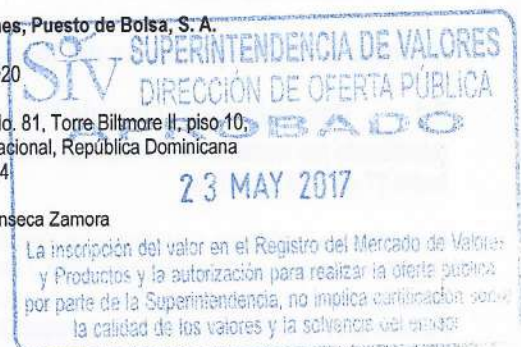 nes, Puesto de Bolsa, S. A.
SIV SUPERINTENDENCIA DE VALORES
20
DIRECCIÓN DE OFERTA PÚBLICA
o. 81, Torre Biltmore II, piso 10,
APROBADO
acional, República Dominicana
4
23 MAY 2017
nseca Zamora
La inscripción del valor en el Registro del Mercado de Valores
y Productos y la autorización para realizar la oferta pública
por parte de la Superintendencia, no implica certificación sobre
la calidad de los valores y la solvencia del emisor